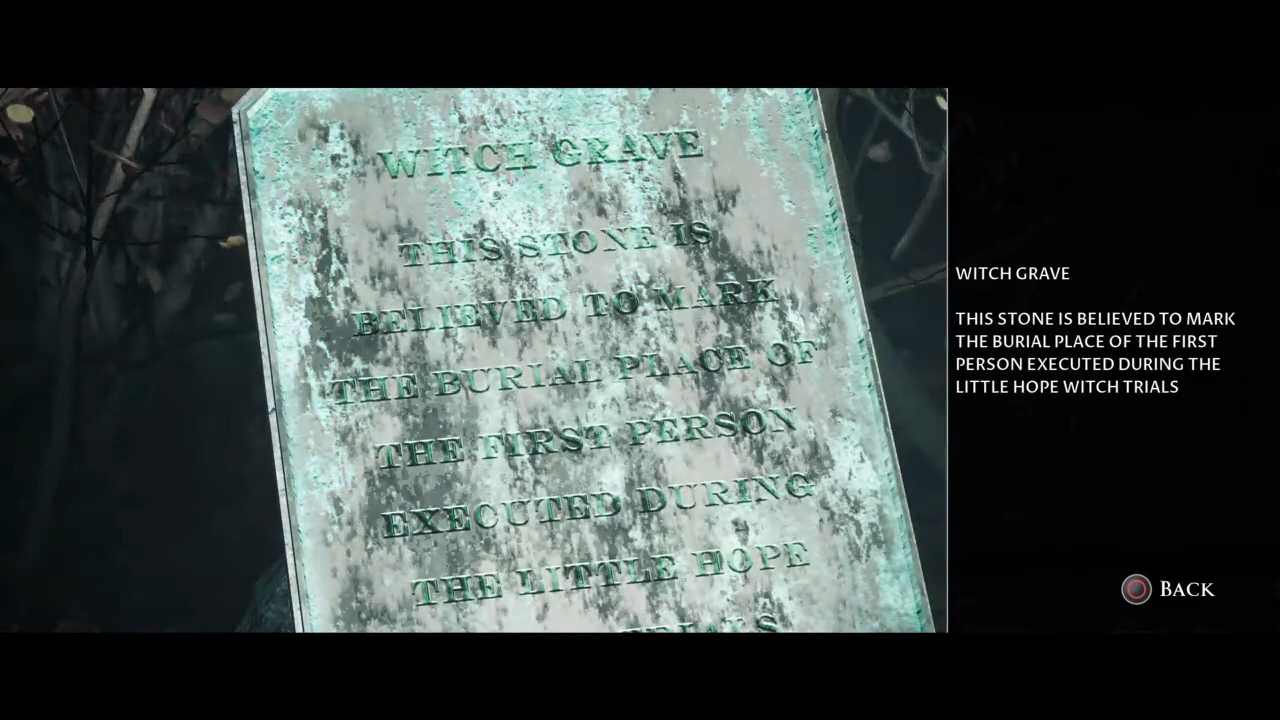 WITCH GRAVE
THIS STONE IS
BELIEVED TO MARK
THE BURIAL PLACE OF
THE FIRST PERSON
EXECUTED DURING
THE LITTLE HOPE
TRIALS
WITCH GRAVE
THIS STONE IS BELIEVED TO MARK
THE BURIAL PLACE OF THE FIRST
PERSON EXECUTED DURING THE
LITTLE HOPE WITCH TRIALS
BACK